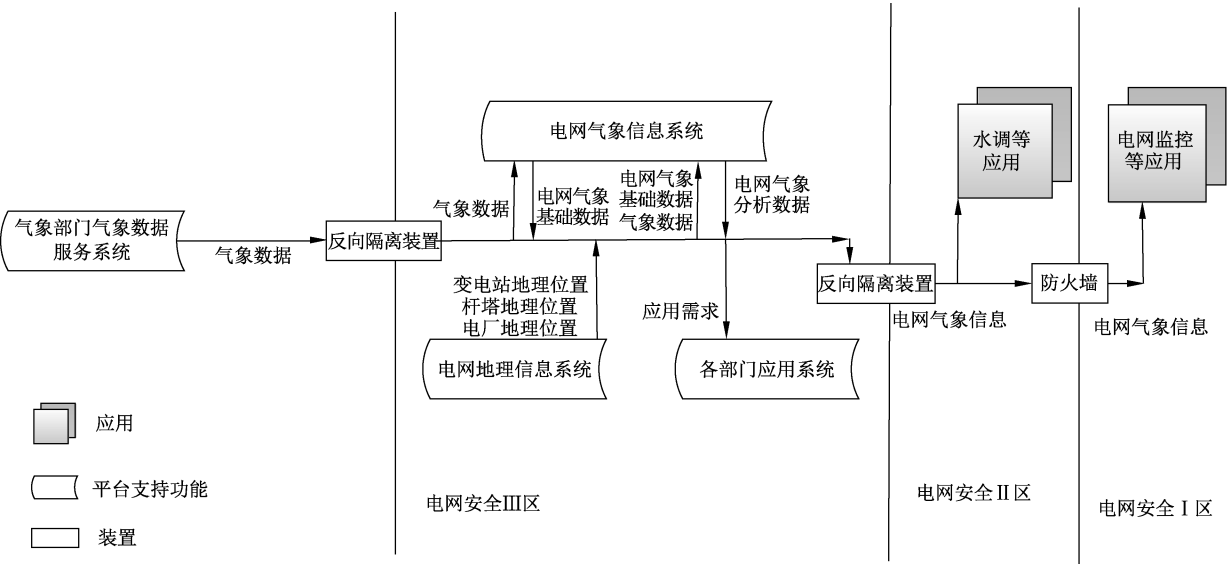 电网气象信息系统
水调等
应用
电网监控
等应用
气象数据
电网气象
基础数据
电网气象
基础数据
气象数据
电网气象
分析数据
气象部门气象数据
服务系统
气象数据
反向隔离装置
变电站地理位置
杆塔地理位置
电厂地理位置
应用需求
反向隔离装置
防火墙
电网气象信息
电网气象信息
电网地理信息系统
各部门应用系统
应用
平台支持功能
装置
电网安全Ⅲ区
电网安全Ⅱ区
电网安全Ⅰ区